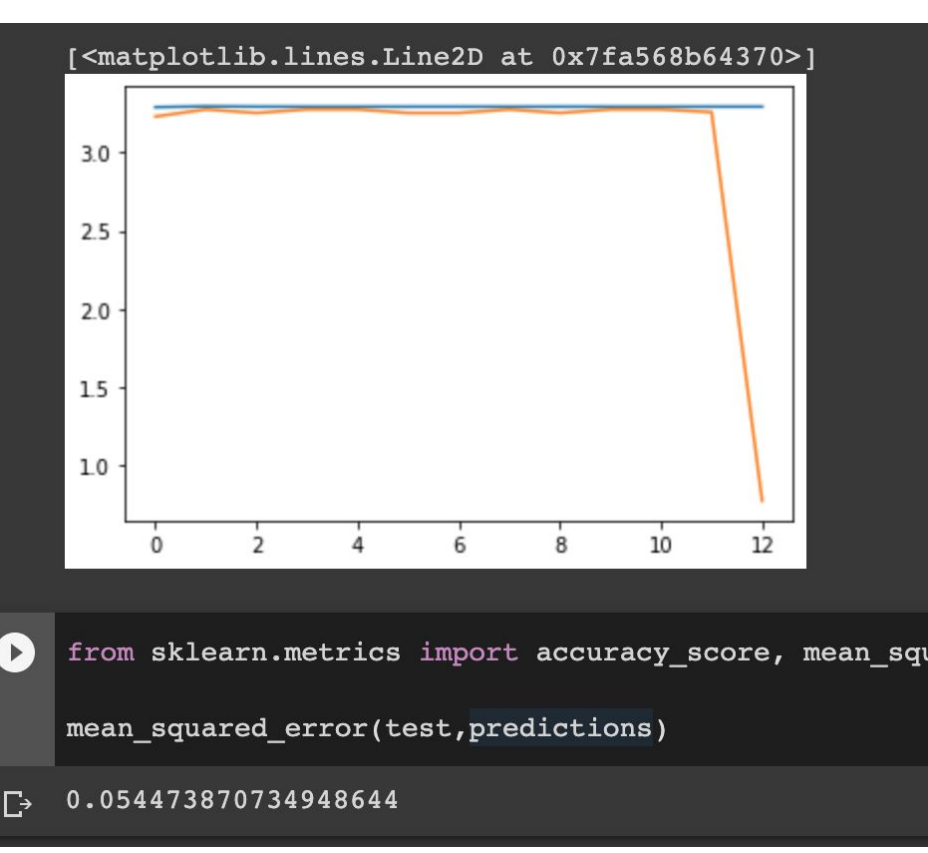 [<matplotlib.lines.Line2D at 0x7fa568b64370>]
3.0
2.5
2.0
1.5
1.0
0 2 4 6 8 10 12
from sklearn.metrics import accuracy_score, mean_squ
mean_squared_error(test,predictions)
0.054473870734948644